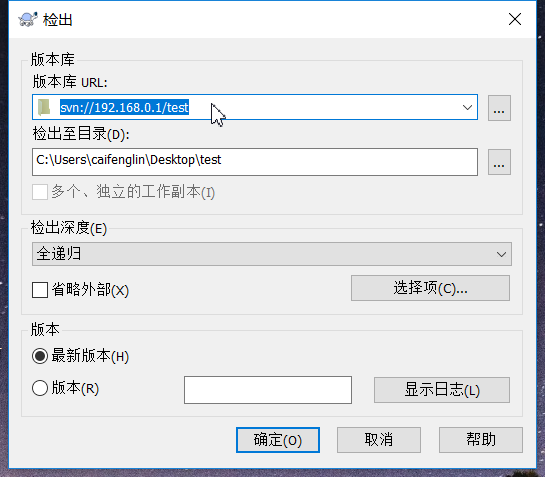 检出
版本库
版本库 URL:
svn://192.168.0.1/test
...
检出至目录(D):
C:\Users\caifenglin\Desktop\test
...
多个、独立的工作副本(I)
检出深度(E)
全递归
省略外部(X)
选择项(C)...
版本
最新版本(H)
版本(R)
显示日志(L)
确定(O)
取消
帮助